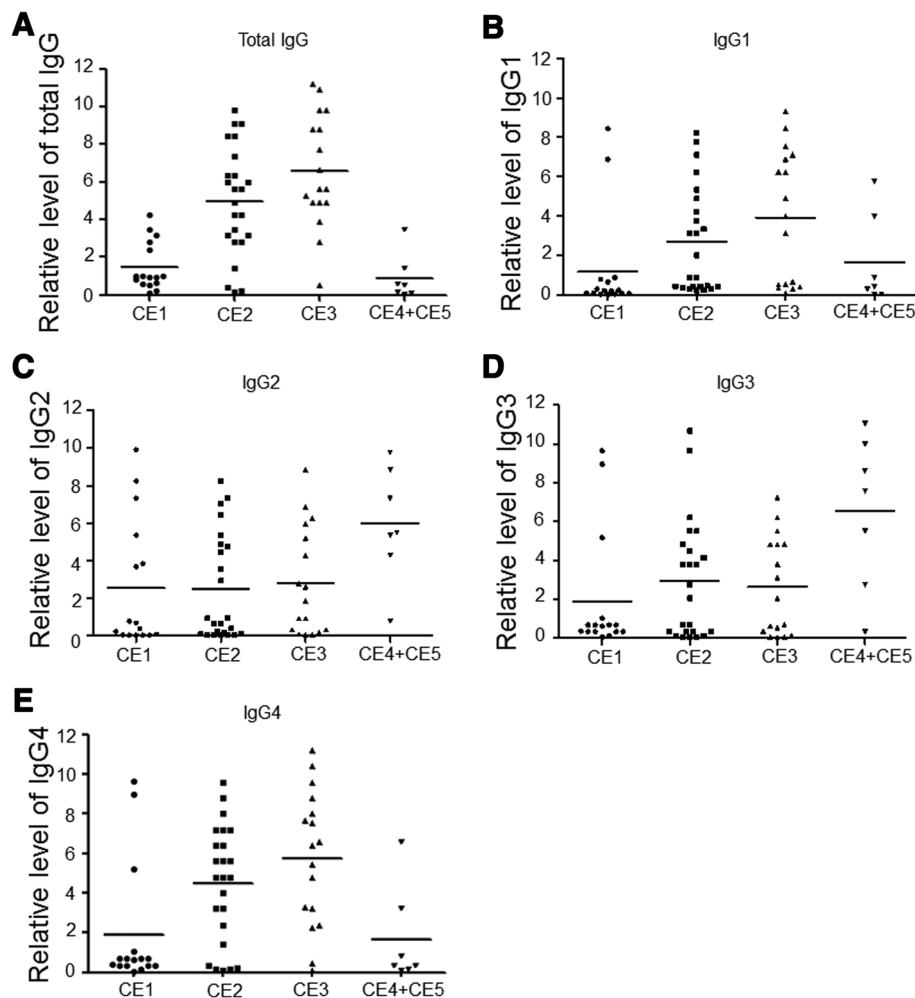 A
Total IgG
Relative level of total IgG
12
10
8
6
4
2
0
CE1 CE2 CE3 CE4+CE5
B
IgG1
Relative level of IgG1
12
10
8
6
4
2
0
CE1 CE2 CE3 CE4+CE5
C
IgG2
Relative level of IgG2
12
10
8
6
4
2
0
CE1 CE2 CE3 CE4+CE5
D
IgG3
Relative level of IgG3
12
10
8
6
4
2
0
CE1 CE2 CE3 CE4+CE5
E
IgG4
Relative level of IgG4
12
10
8
6
4
2
0
CE1 CE2 CE3 CE4+CE5